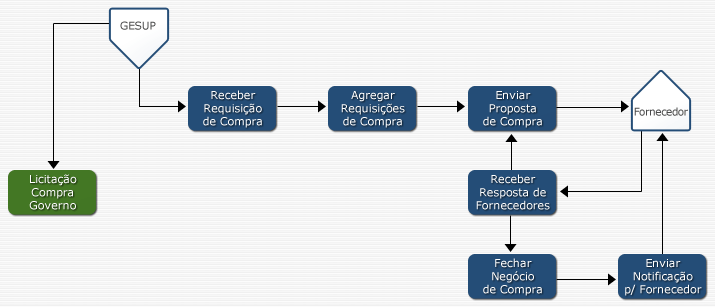 GESUP
Receber
Requisição
de Compra
Agregar
Requisições
de Compra
Enviar
Proposta
de Compra
Fornecedor
Licitação
Compra
Governo
Receber
Resposta de
Fornecedores
Fechar
Negócio
de Compra
Enviar
Notificação
p/ Fornecedor